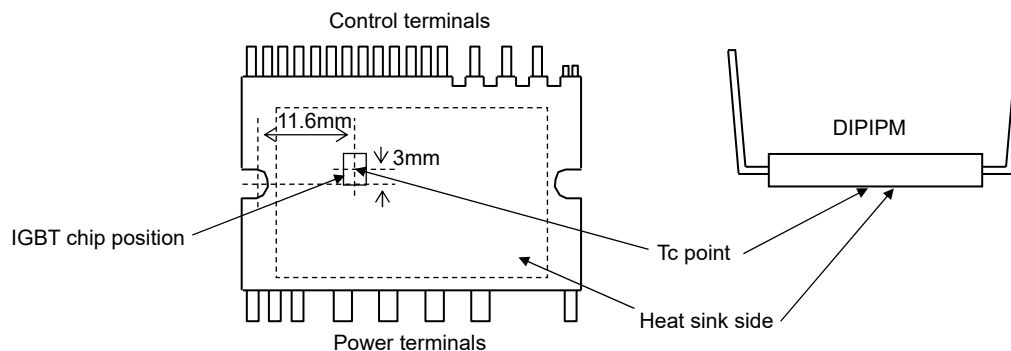 Control terminals
11.6mm
DIPIPM
3mm
IGBT chip position
Tc point
Heat sink side
Power terminals